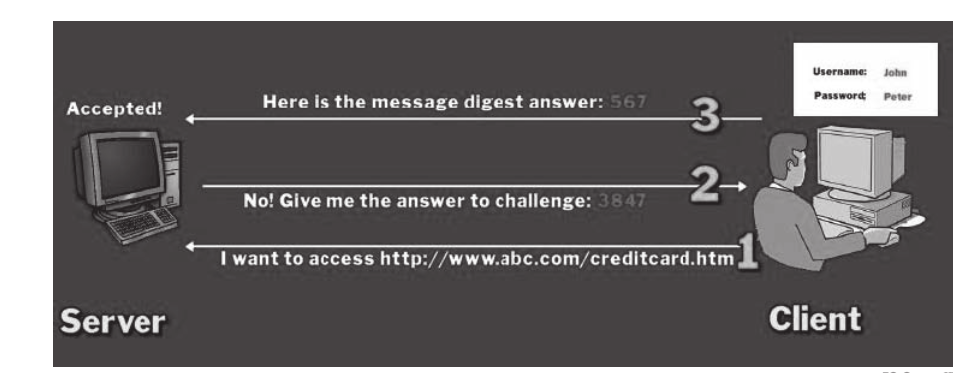 Username: John
Password: Peter
Accepted!
Here is the message digest answer: 567
3
2
No! Give me the answer to challenge: 3847
I want to access http://www.abc.com/creditcard.htm
1
Server
Client